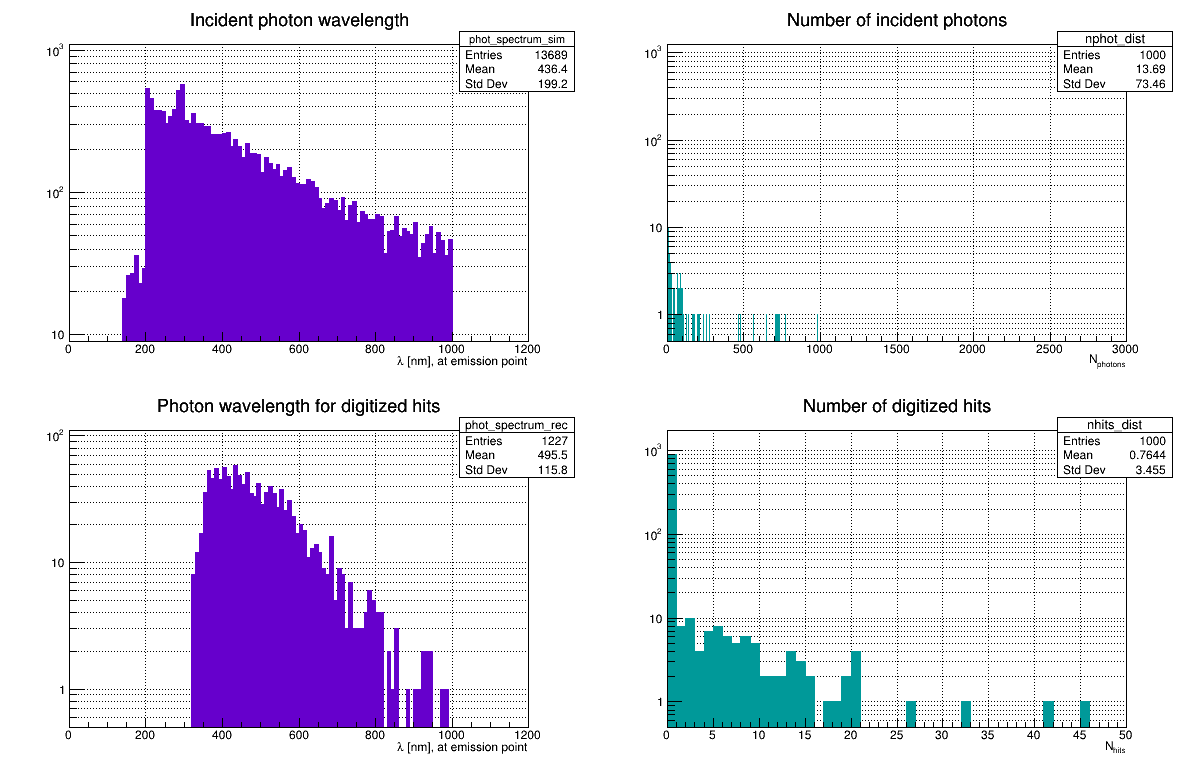 Incident photon wavelength
phot_spectrum_sim
Entries 13689
Mean 436.4
Std Dev 199.2
10³
10²
10
0 200 400 600 800 1000 1200
λ [nm], at emission point
Number of incident photons
nphot_dist
Entries 1000
Mean 13.69
Std Dev 73.46
10³
10²
10
1
0 500 1000 1500 2000 2500 3000
N_photons
Photon wavelength for digitized hits
phot_spectrum_rec
Entries 1227
Mean 495.5
Std Dev 115.8
10²
10
1
0 200 400 600 800 1000 1200
λ [nm], at emission point
Number of digitized hits
nhits_dist
Entries 1000
Mean 0.7644
Std Dev 3.455
10³
10²
10
1
0 5 10 15 20 25 30 35 40 45 50
N_hits